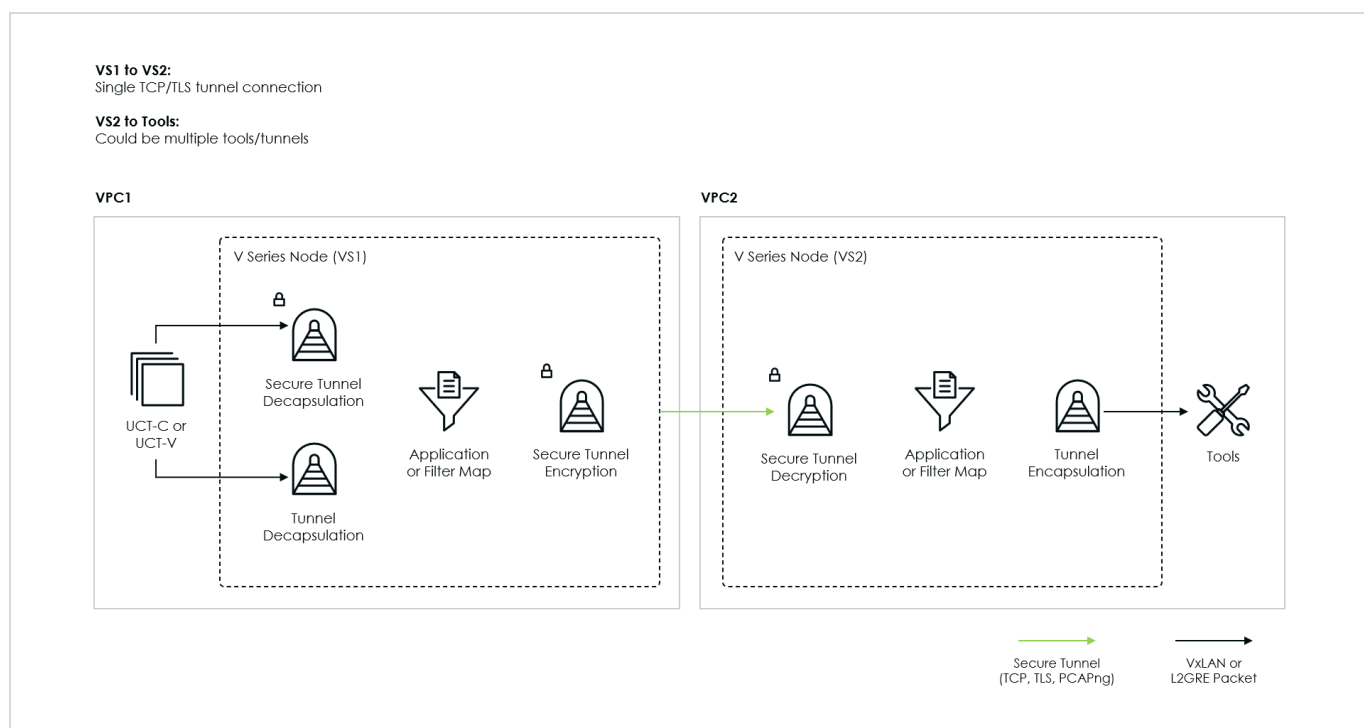 VS1 to VS2:
Single TCP/TLS tunnel connection
VS2 to Tools:
Could be multiple tools/tunnels
VPC1
V Series Node (VS1)
UCT-C or
UCT-V
Secure Tunnel
Decapsulation
Tunnel
Decapsulation
Application
or Filter Map
Secure Tunnel
Encryption
VPC2
V Series Node (VS2)
Secure Tunnel
Decryption
Application
or Filter Map
Tunnel
Encapsulation
Tools
Secure Tunnel
(TCP, TLS, PCAPng)
VxLAN or
L2GRE Packet